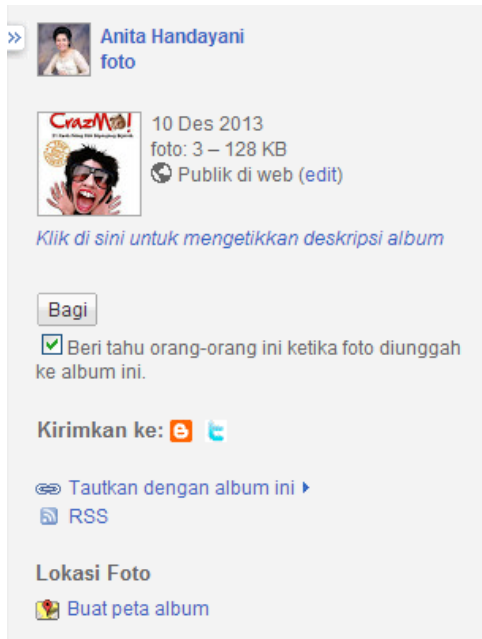 Anita Handayani
foto
CrazMo!
10 Des 2013
foto: 3 – 128 KB
Publik di web (edit)
Klik di sini untuk mengetikkan deskripsi album
Bagi
Beri tahu orang-orang ini ketika foto diunggah
ke album ini.
Kirimkan ke:
Tautkan dengan album ini
RSS
Lokasi Foto
Buat peta album